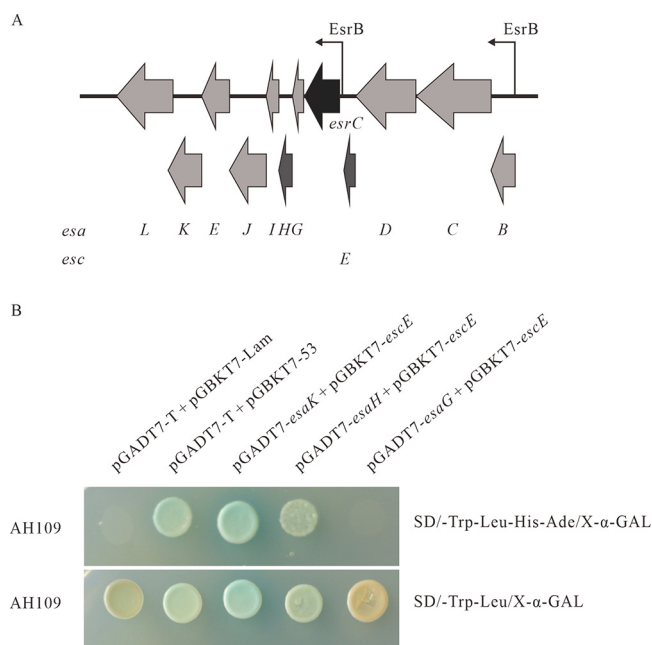 A
EsrB EsrB
esrC
esa L K E J I H G D C B
esc E
B
pGADT7-T + pGBKT7-Lam
pGADT7-T + pGBKT7-53
pGADT7-esaK + pGBKT7-escE
pGADT7-esaH + pGBKT7-escE
pGADT7-esaG + pGBKT7-escE
AH109 SD/-Trp-Leu-His-Ade/X-α-GAL
AH109 SD/-Trp-Leu/X-α-GAL